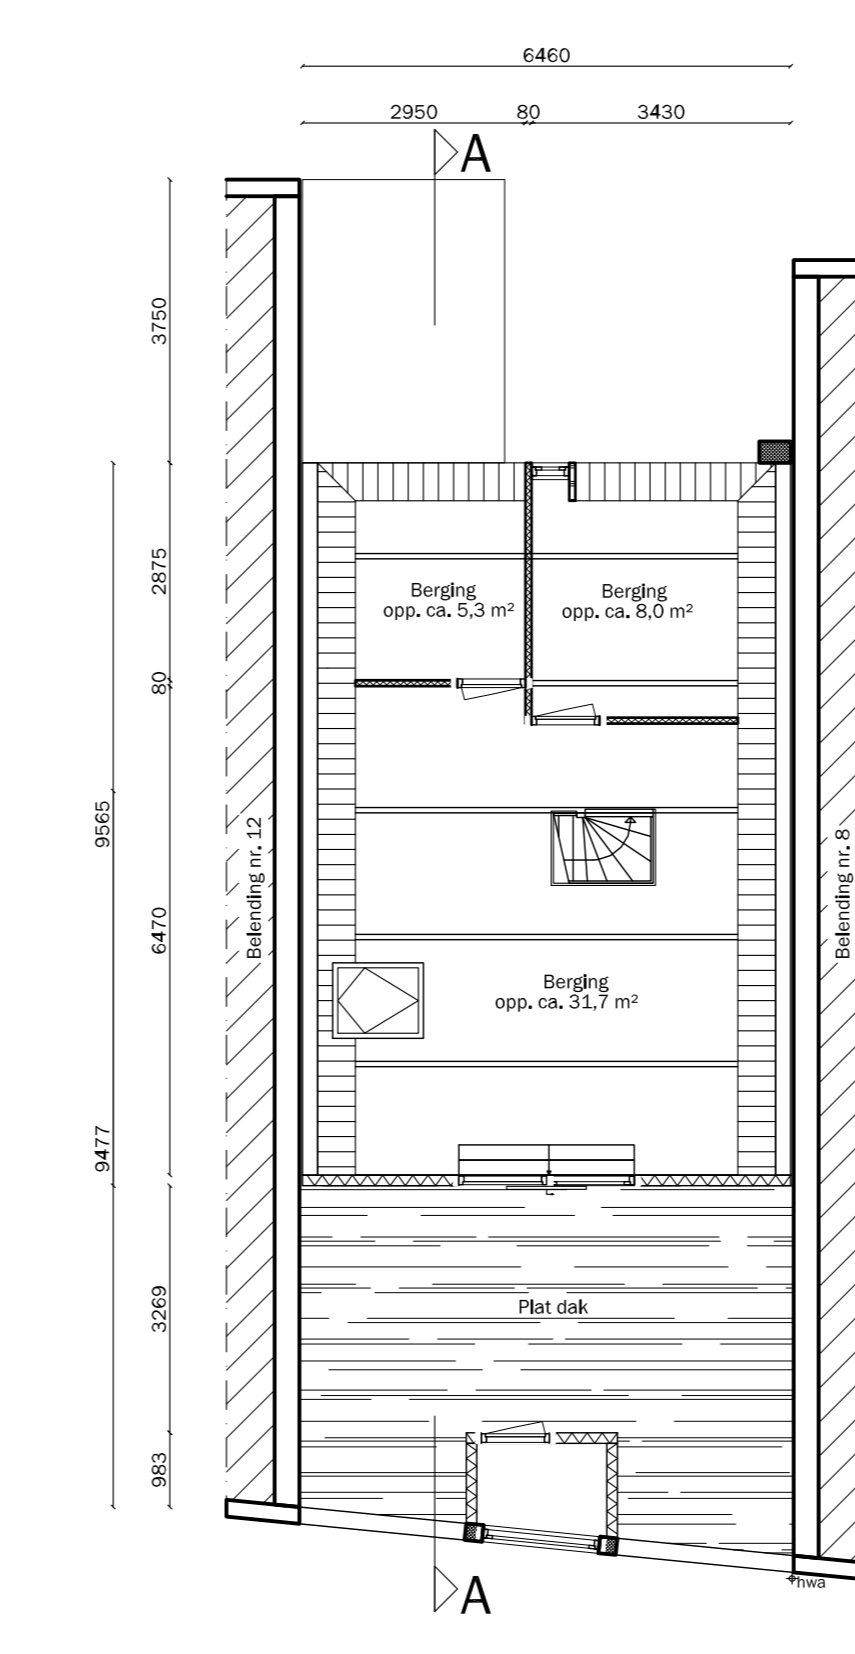 6460
2950 80 3430
A
3750
2875
Berging
opp. ca. 5,3 m²
Berging
opp. ca. 8,0 m²
80
9565
Belending nr. 12
Belending nr. 8
6470
Berging
opp. ca. 31,7 m²
9477
3269
Plat dak
983
A
hwa